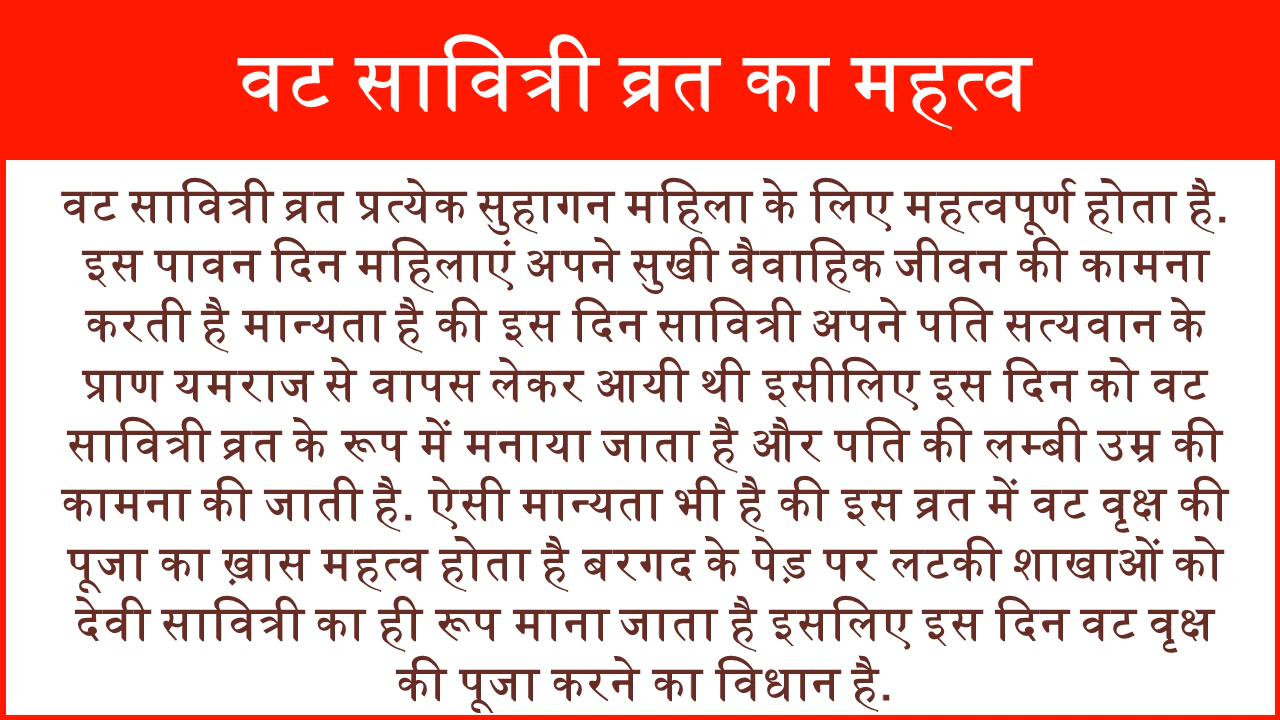 वट सावित्री व्रत का महत्व
वट सावित्री व्रत प्रत्येक सुहागन महिला के लिए महत्वपूर्ण होता है.
इस पावन दिन महिलाएं अपने सुखी वैवाहिक जीवन की कामना
करती है मान्यता है की इस दिन सावित्री अपने पति सत्यवान के
प्राण यमराज से वापस लेकर आयी थी इसीलिए इस दिन को वट
सावित्री व्रत के रूप में मनाया जाता है और पति की लम्बी उम्र की
कामना की जाती है. ऐसी मान्यता भी है की इस व्रत में वट वृक्ष की
पूजा का ख़ास महत्व होता है बरगद के पेड़ पर लटकी शाखाओं को
देवी सावित्री का ही रूप माना जाता है इसलिए इस दिन वट वृक्ष
की पूजा करने का विधान है.